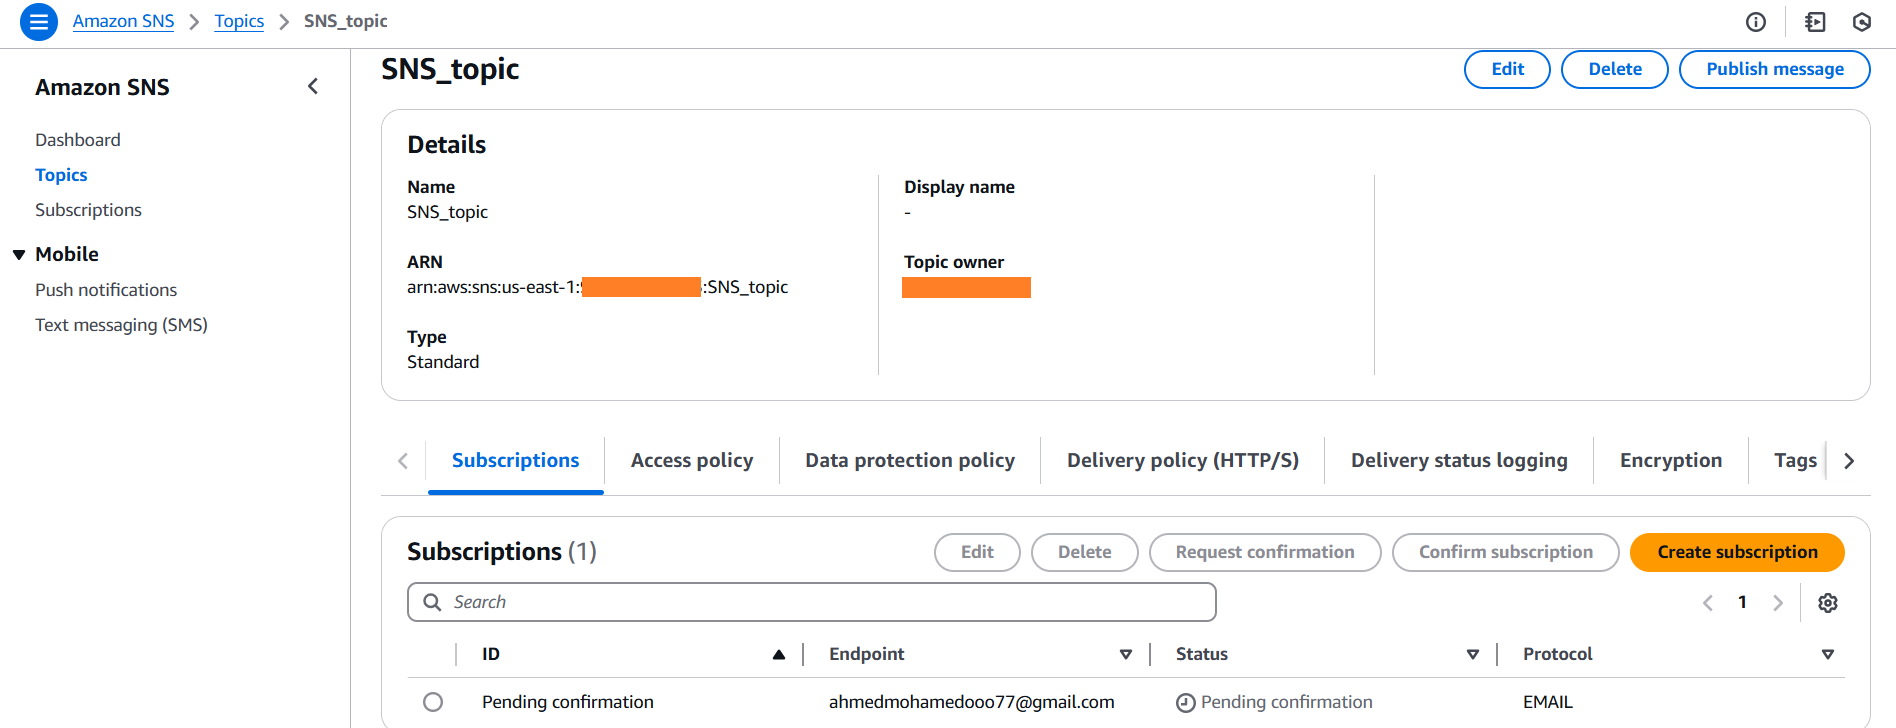 Amazon SNS > Topics > SNS_topic
Amazon SNS
Dashboard
Topics
Subscriptions
Mobile
Push notifications
Text messaging (SMS)
SNS_topic
Edit Delete Publish message
Details
Name
SNS_topic
Display name
-
ARN
arn:aws:sns:us-east-1: :SNS_topic
Topic owner
Type
Standard
Subscriptions Access policy Data protection policy Delivery policy (HTTP/S) Delivery status logging Encryption Tags
Subscriptions (1)
Edit Delete Request confirmation Confirm subscription Create subscription
Search
1
ID Endpoint Status Protocol
Pending confirmation ahmedmohamedooo77@gmail.com Pending confirmation EMAIL